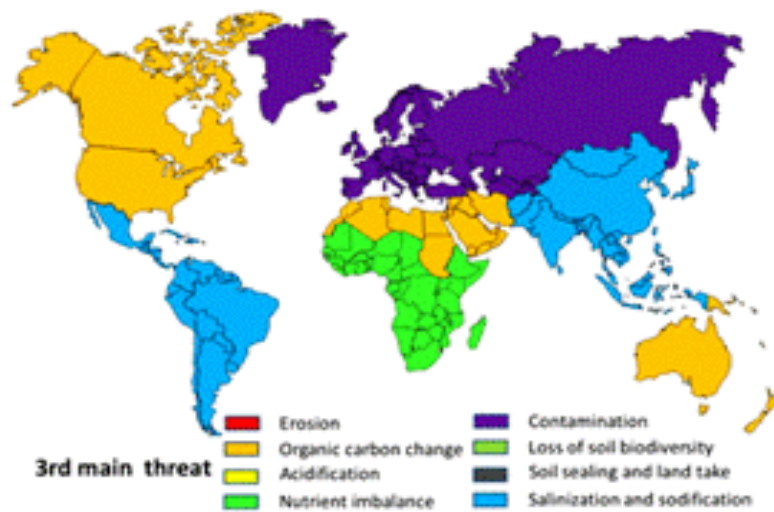 Erosion
Contamination
Organic carbon change
Loss of soil biodiversity
3rd main threat
Acidification
Soil sealing and land take
Nutrient imbalance
Salinization and sodification